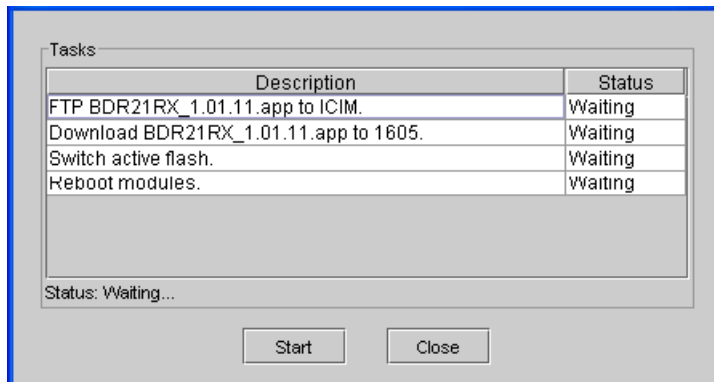 Tasks
Description Status
FTP BDR21RX_1.01.11.app to ICIM. Waiting
Download BDR21RX_1.01.11.app to 1605. Waiting
Switch active flash. Waiting
Reboot modules. Waiting
Status: Waiting...
Start Close